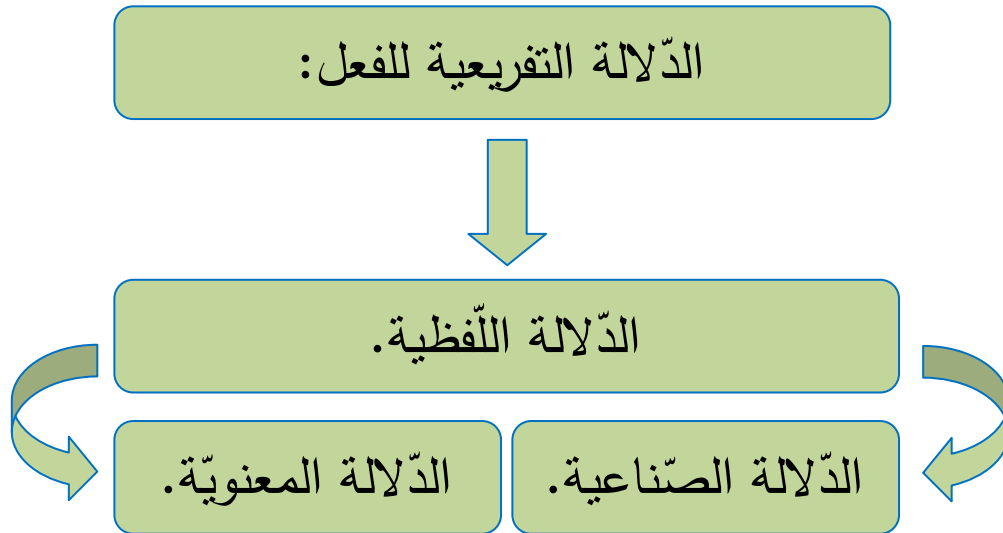 الدّلالة التفريعية للفعل:
الدّلالة اللّفظية.
الدّلالة الصّناعية.
الدّلالة المعنويّة.